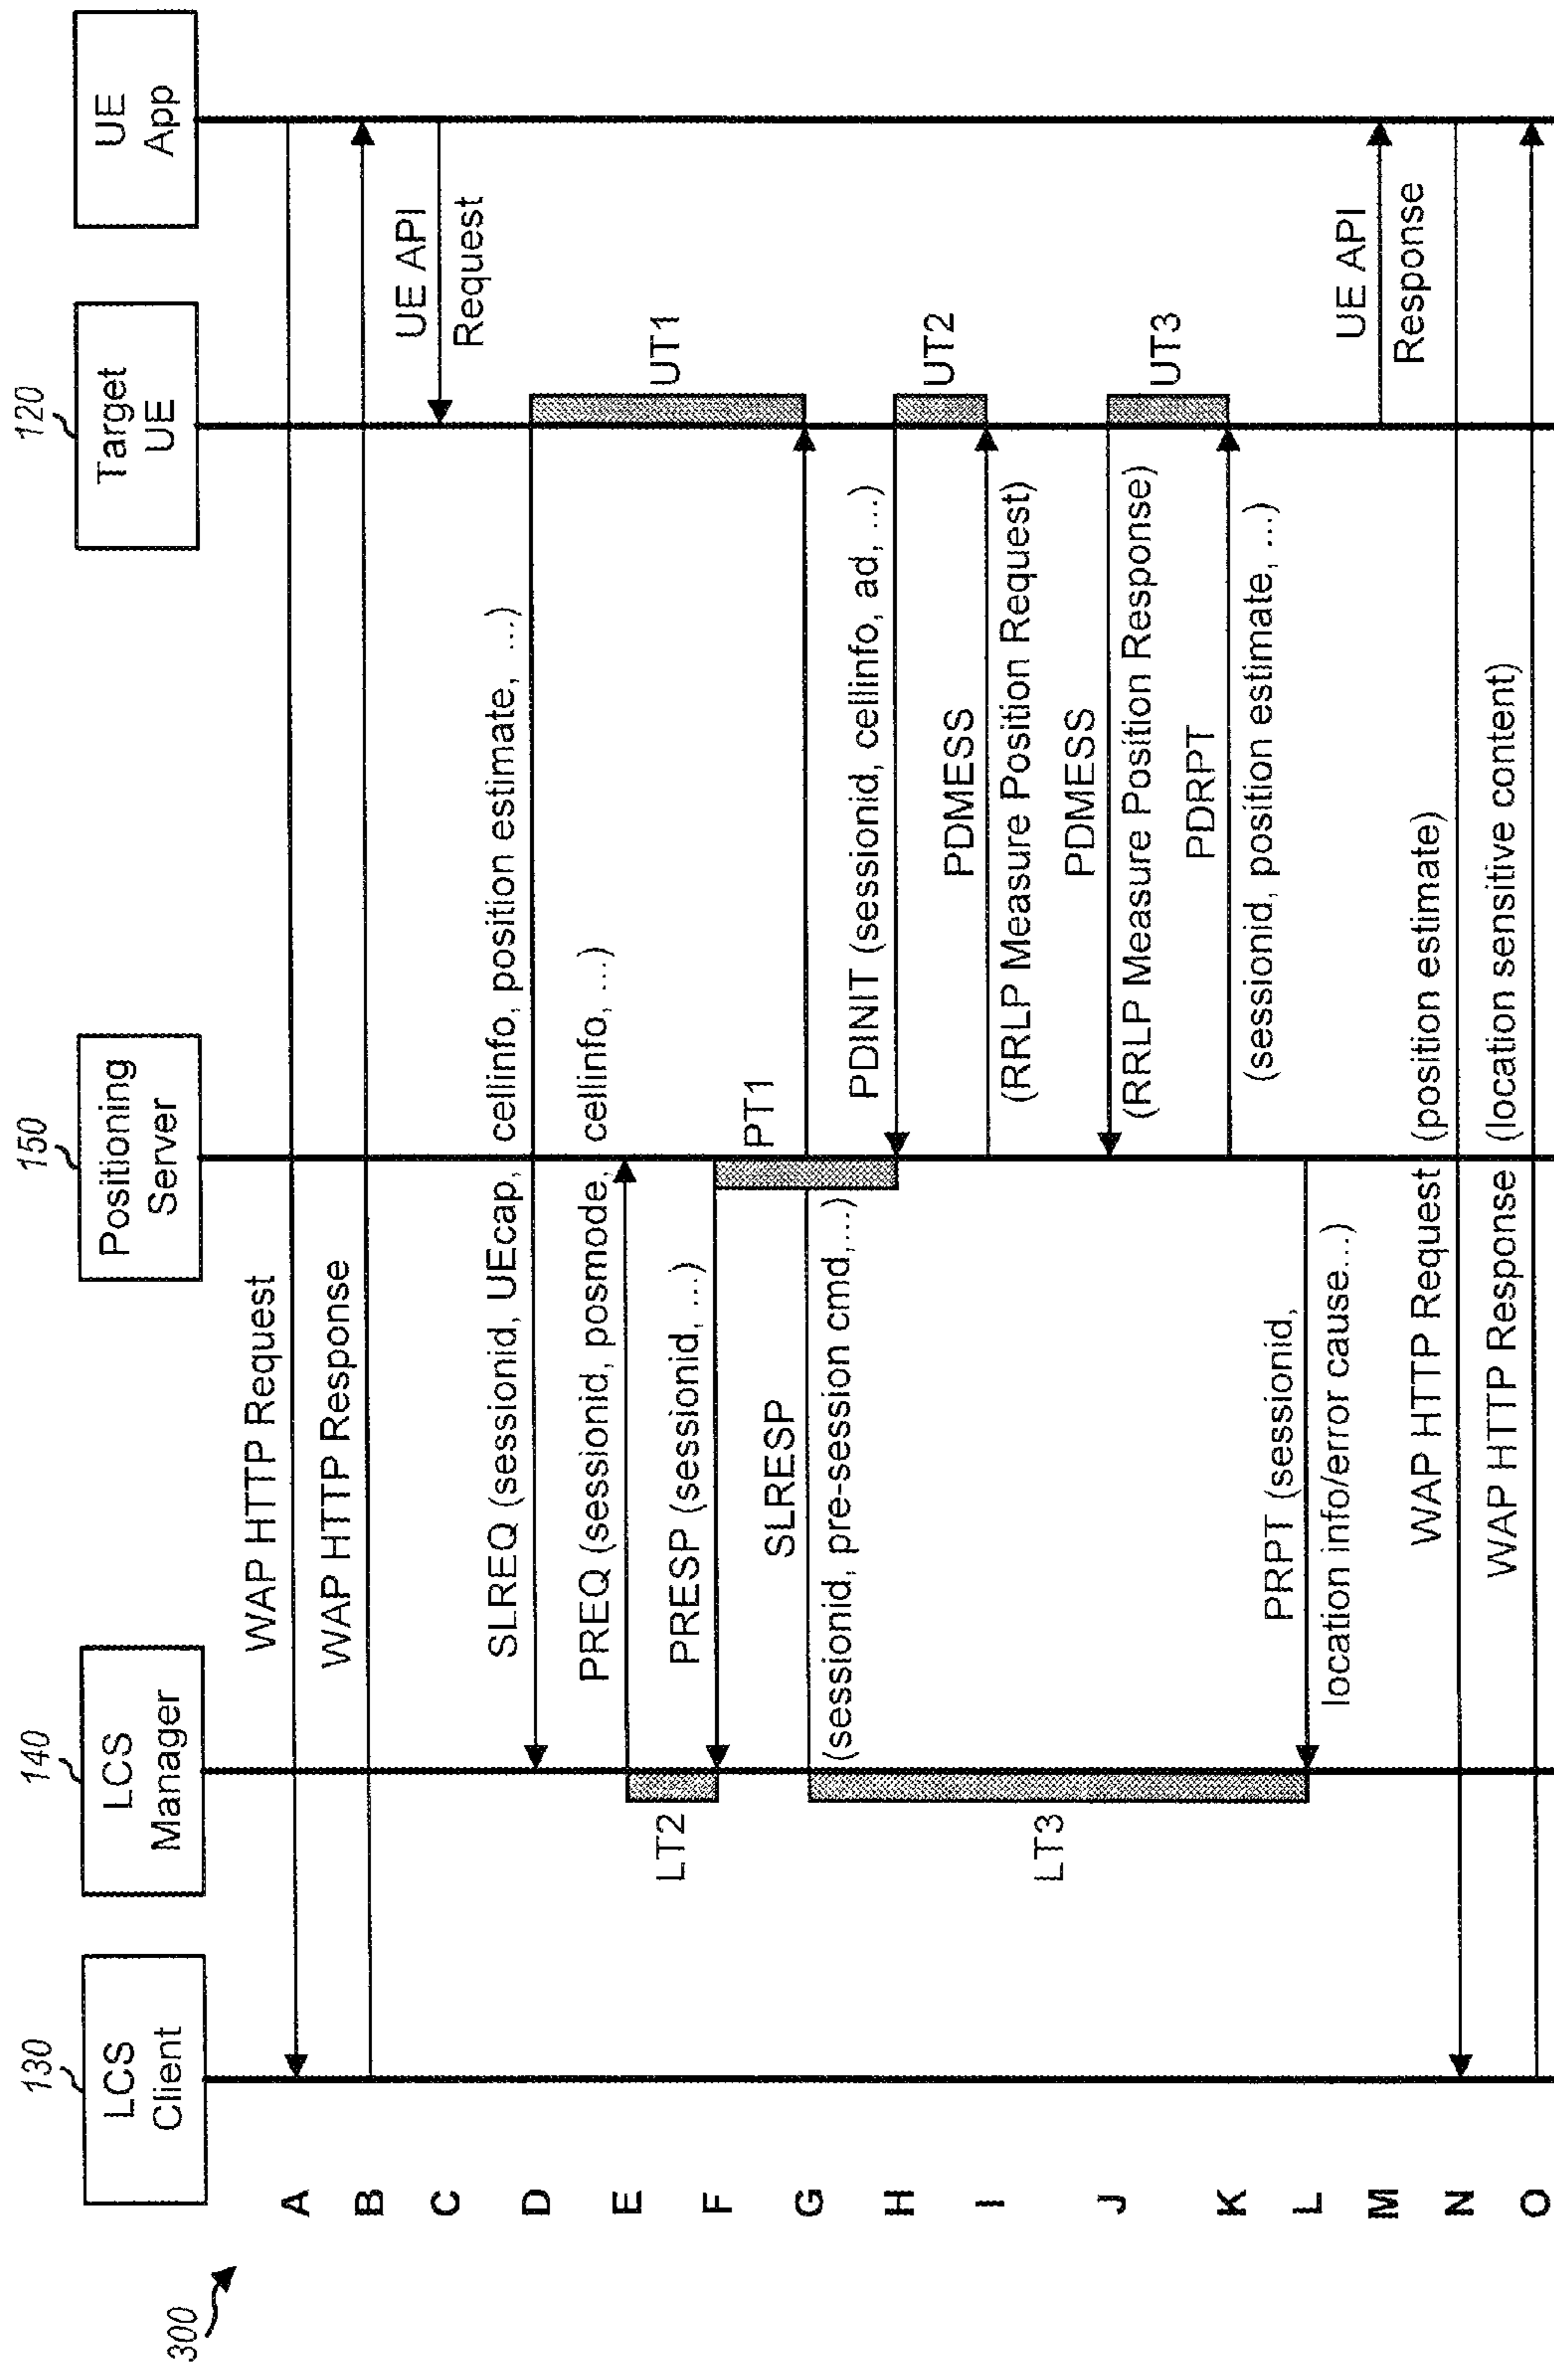 300
130
LCS
Client
140
LCS
Manager
150
Positioning
Server
120
Target
UE
UE
App
A
WAP HTTP Request
B
WAP HTTP Response
C
UE API
Request
D
SLREQ (sessionid, UEcap, cellinfo, position estimate, ...)
UT1
E
PREQ (sessionid, posmode, cellinfo, ...)
LT2
F
PRESP (sessionid, ...)
PT1
G
SLRESP
(sessionid, pre-session cmd,...)
LT3
H
PDINIT (sessionid, cellinfo, ad, ...)
UT2
I
PDMESS
(RRLP Measure Position Request)
J
PDMESS
(RRLP Measure Position Response)
UT3
K
PDRPT
(sessionid, position estimate, ...)
L
PRPT (sessionid,
location info/error cause...)
M
UE API
Response
N
WAP HTTP Request (position estimate)
O
WAP HTTP Response (location sensitive content)